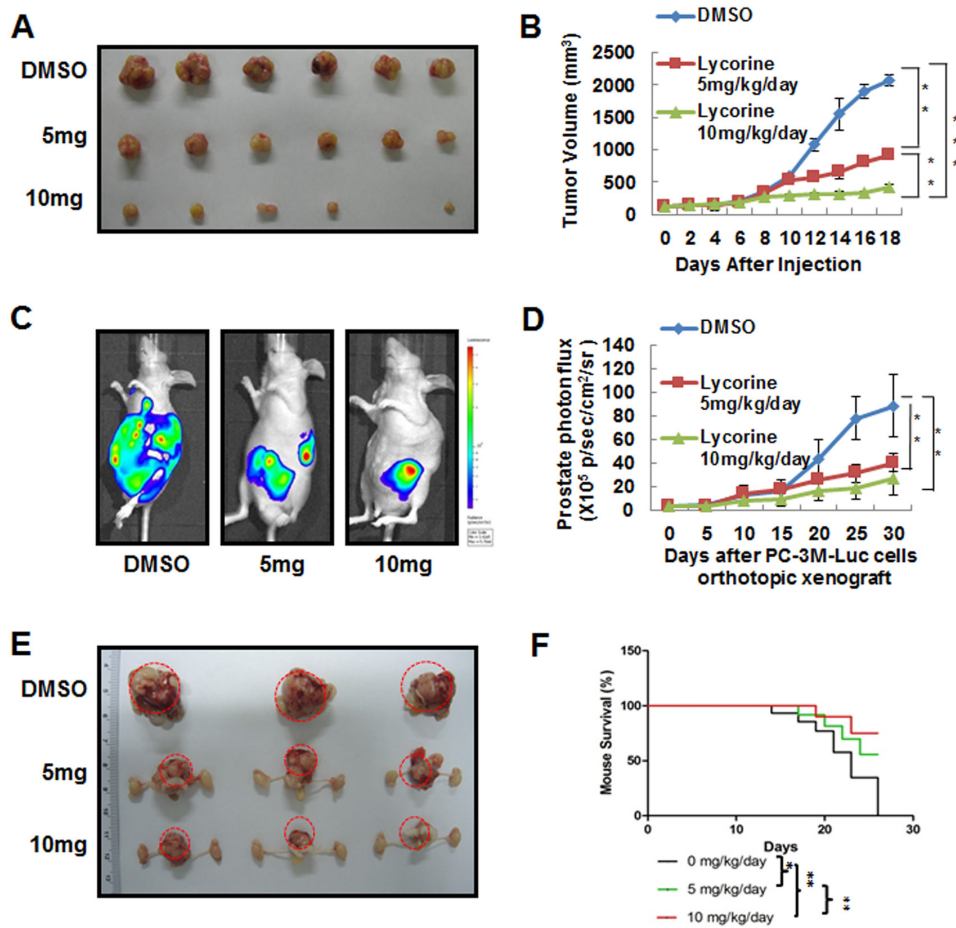 A
DMSO
5mg
10mg
B
DMSO
Lycorine
5mg/kg/day
Lycorine
10mg/kg/day
Tumor Volume (mm³)
2500
2000
1500
1000
500
0
0 2 4 6 8 10 12 14 16 18
Days After Injection
* *
* *
* * *
C
DMSO
5mg
10mg
D
DMSO
Lycorine
5mg/kg/day
Lycorine
10mg/kg/day
Prostate photonflux
(X10⁵ p/sec/cm²/sr)
140
120
100
80
60
40
20
0
0 5 10 15 20 25 30
* *
* *
Days after PC-3M-Luc cells
orthotopic xenograft
E
DMSO
5mg
10mg
F
Mouse Survival (%)
150
100
50
0
0 10 20 30
Days
0 mg/kg/day
5 mg/kg/day
10 mg/kg/day
*
**
**